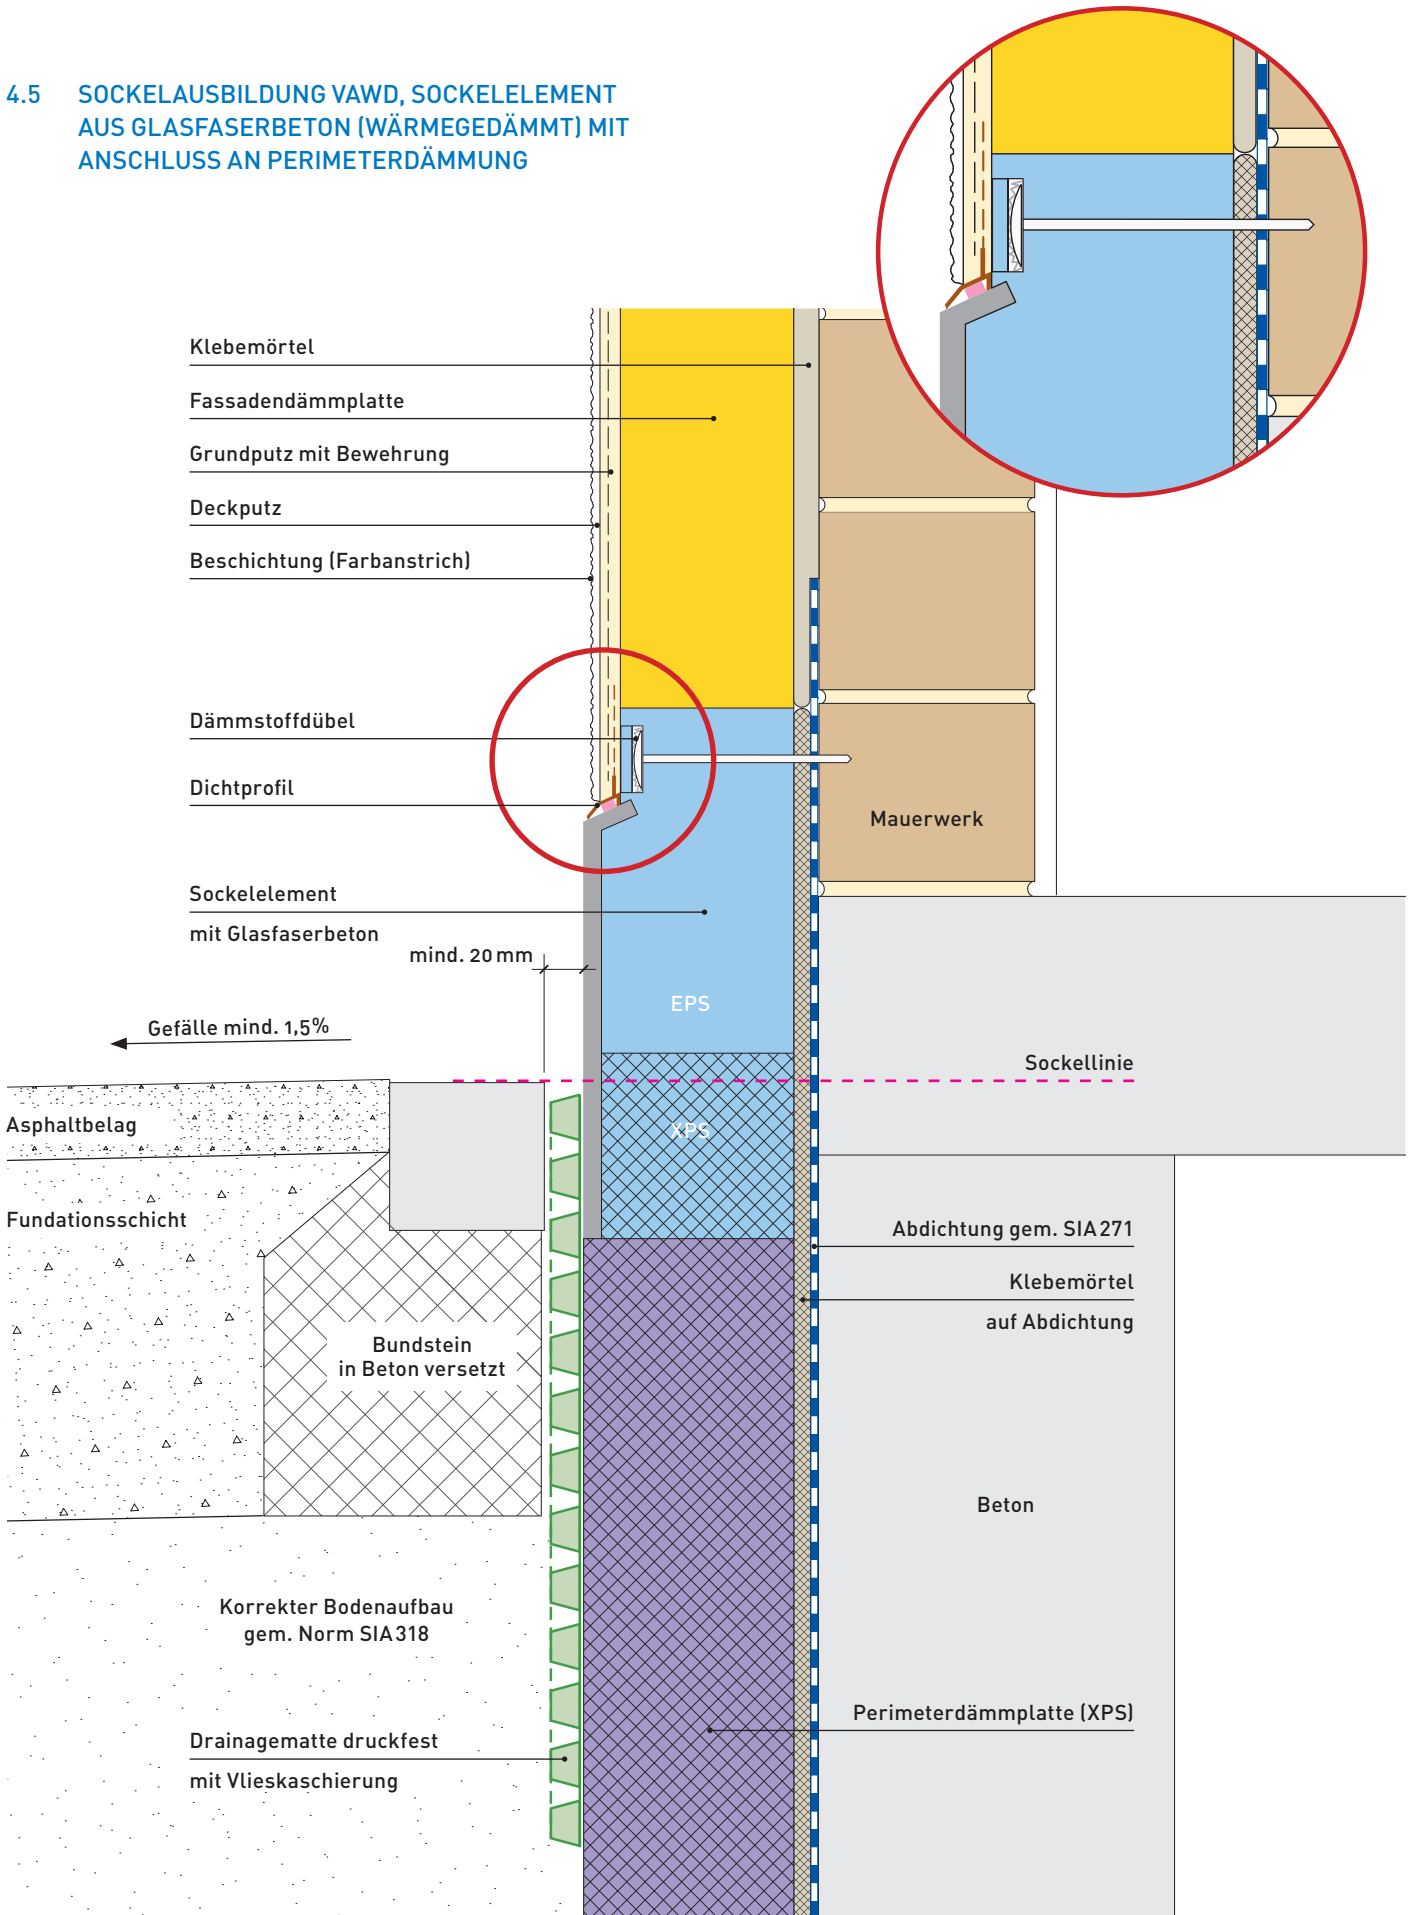 4.5 SOCKELAUSBILDUNG VAWD, SOCKELELEMENT
AUS GLASFASERBETON (WÄRMEGEDÄMMT) MIT
ANSCHLUSS AN PERIMETERDÄMMUNG
Klebemörtel
Fassadendämmplatte
Grundputz mit Bewehrung
Deckputz
Beschichtung (Farbanstrich)
Dämmstoffdübel
Dichtprofil
Mauerwerk
Sockelelement
mit Glasfaserbeton
mind. 20 mm
EPS
Gefälle mind. 1,5%
Sockellinie
Asphaltbelag
XPS
Fundationsschicht
Abdichtung gem. SIA 271
Klebemörtel
auf Abdichtung
Bundstein
in Beton versetzt
Beton
Korrekter Bodenaufbau
gem. Norm SIA 318
Perimeterdämmplatte (XPS)
Drainagematte druckfest
mit Vlieskaschierung